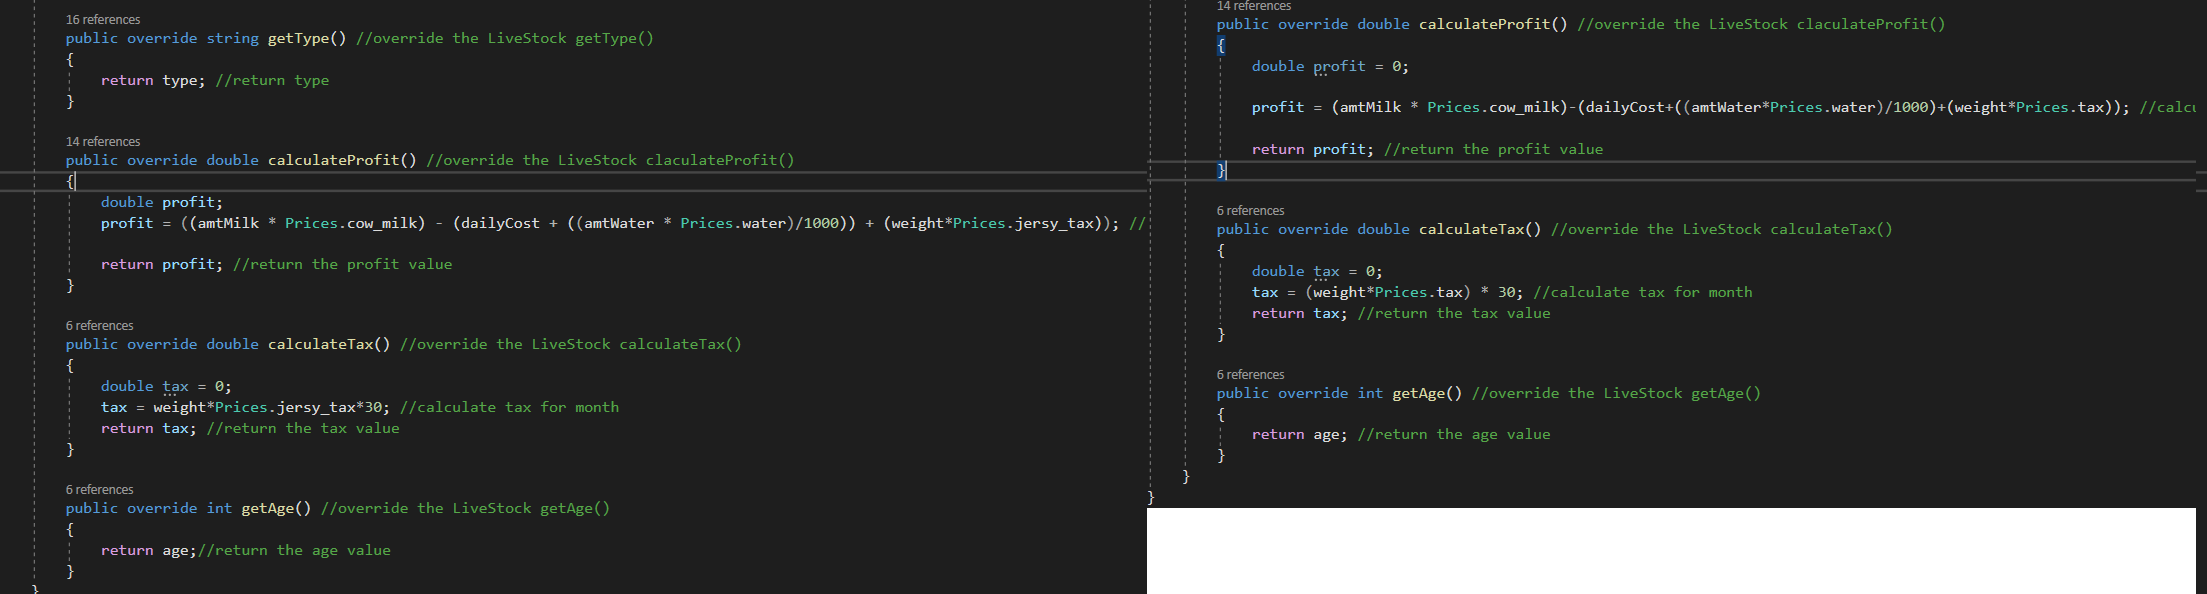 16 references
public override string getType() //override the LiveStock getType()
{
return type; //return type
}
14 references
public override double calculateProfit() //override the LiveStock claculateProfit()
{
double profit;
profit = ((amtMilk * Prices.cow_milk) - (dailyCost + ((amtWater * Prices.water)/1000)) + (weight*Prices.jersy_tax)); //
return profit; //return the profit value
}
6 references
public override double calculateTax() //override the LiveStock calculateTax()
{
double tax = 0;
tax = weight*Prices.jersy_tax*30; //calculate tax for month
return tax; //return the tax value
}
6 references
public override int getAge() //override the LiveStock getAge()
{
return age;//return the age value
}
}
14 references
public override double calculateProfit() //override the LiveStock claculateProfit()
{
double profit = 0;
profit = (amtMilk * Prices.cow_milk)-(dailyCost+((amtWater*Prices.water)/1000)+(weight*Prices.tax)); //calcu
return profit; //return the profit value
}
6 references
public override double calculateTax() //override the LiveStock calculateTax()
{
double tax = 0;
tax = (weight*Prices.tax) * 30; //calculate tax for month
return tax; //return the tax value
}
6 references
public override int getAge() //override the LiveStock getAge()
{
return age; //return the age value
}
}
}